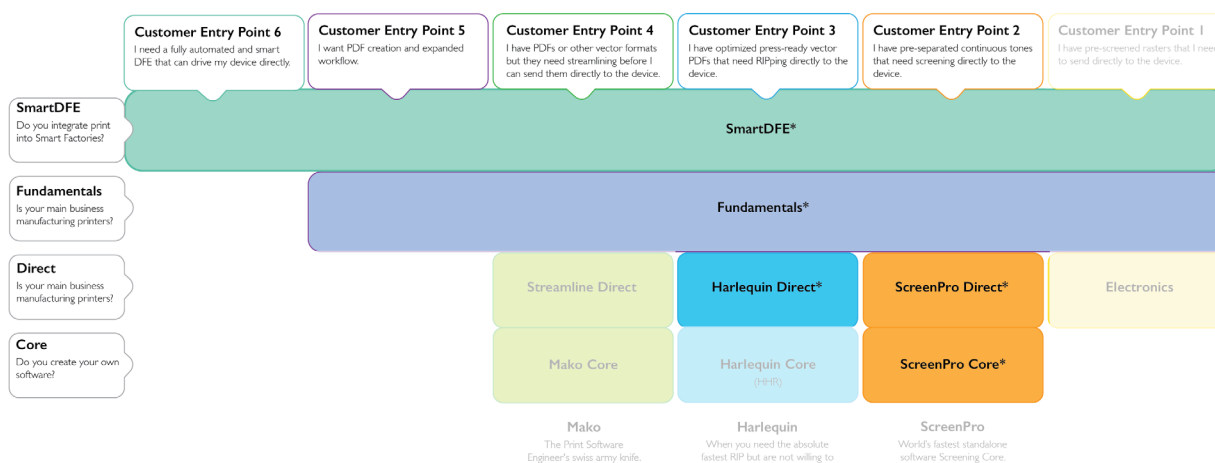 Customer Entry Point 6
I need a fully automated and smart
DFE that can drive my device directly.
Customer Entry Point 5
I want PDF creation and expanded
workflow.
Customer Entry Point 4
I have PDFs or other vector formats
but they need streamlining before I
can send them directly to the device.
Customer Entry Point 3
I have optimized press-ready vector
PDFs that need RIPping directly to the
device.
Customer Entry Point 2
I have pre-separated continuous tones
that need screening directly to the
device.
Customer Entry Point 1
I have pre-screened rasters that I need
to send directly to the device.
SmartDFE
Do you integrate print
into Smart Factories?
SmartDFE*
Fundamentals
Is your main business
manufacturing printers?
Fundamentals*
Direct
Is your main business
manufacturing printers?
Streamline Direct
Harlequin Direct*
ScreenPro Direct*
Electronics
Core
Do you create your own
software?
Mako Core
Harlequin Core
(HHR)
ScreenPro Core*
Mako
The Print Software
Engineer's swiss army knife.
Harlequin
When you need the absolute
fastest RIP but are not willing to
ScreenPro
World's fastest standalone
software Screening Core.